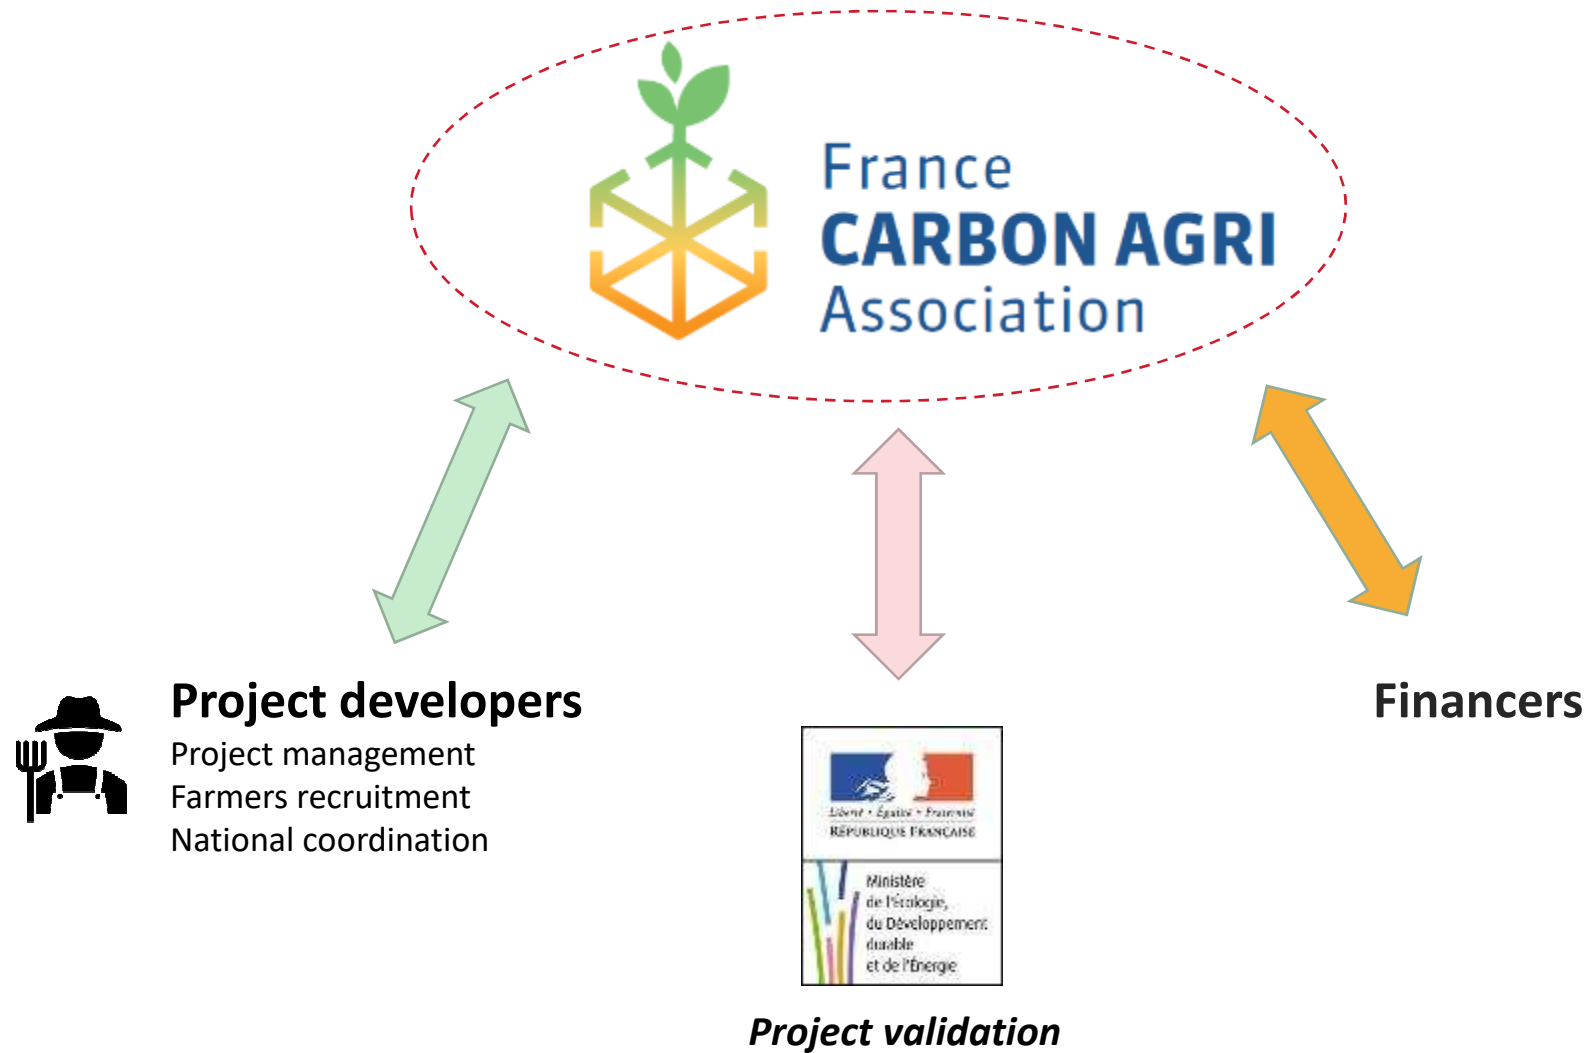 France
CARBON AGRI
Association
Project developers
Project management
Farmers recruitment
National coordination
Financers
Liberté • Égalité • Fraternité
RÉPUBLIQUE FRANÇAISE
Ministère
de l'Écologie,
du Développement
durable
et de l'Énergie
Project validation